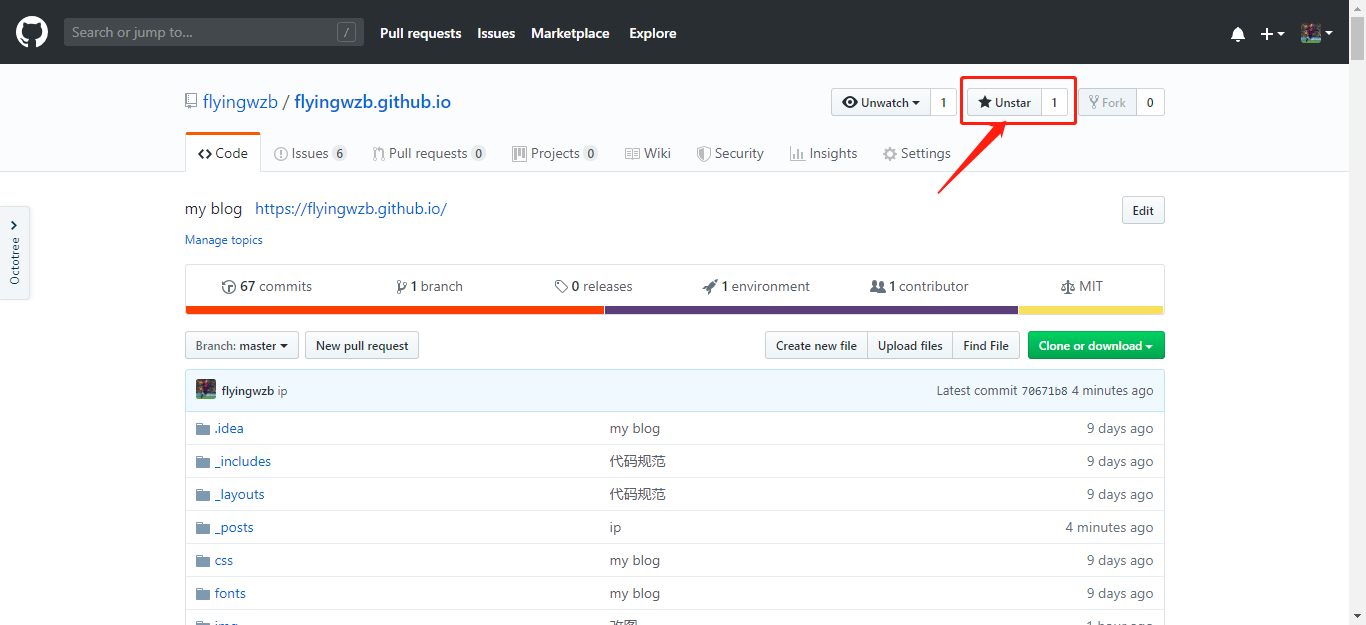 Search or jump to... / Pull requests Issues Marketplace Explore
flyingwzb / flyingwzb.github.io Unwatch 1 Unstar 1 Fork 0
Code Issues 6 Pull requests 0 Projects 0 Wiki Security Insights Settings
my blog https://flyingwzb.github.io/ Edit
Manage topics
Octotree
67 commits 1 branch 0 releases 1 environment 1 contributor MIT
Branch: master New pull request Create new file Upload files Find File Clone or download
flyingwzb ip Latest commit 70671b8 4 minutes ago
.idea my blog 9 days ago
_includes 代码规范 9 days ago
_layouts 代码规范 9 days ago
_posts ip 4 minutes ago
css my blog 9 days ago
fonts my blog 9 days ago
img 改图 1 hour ago